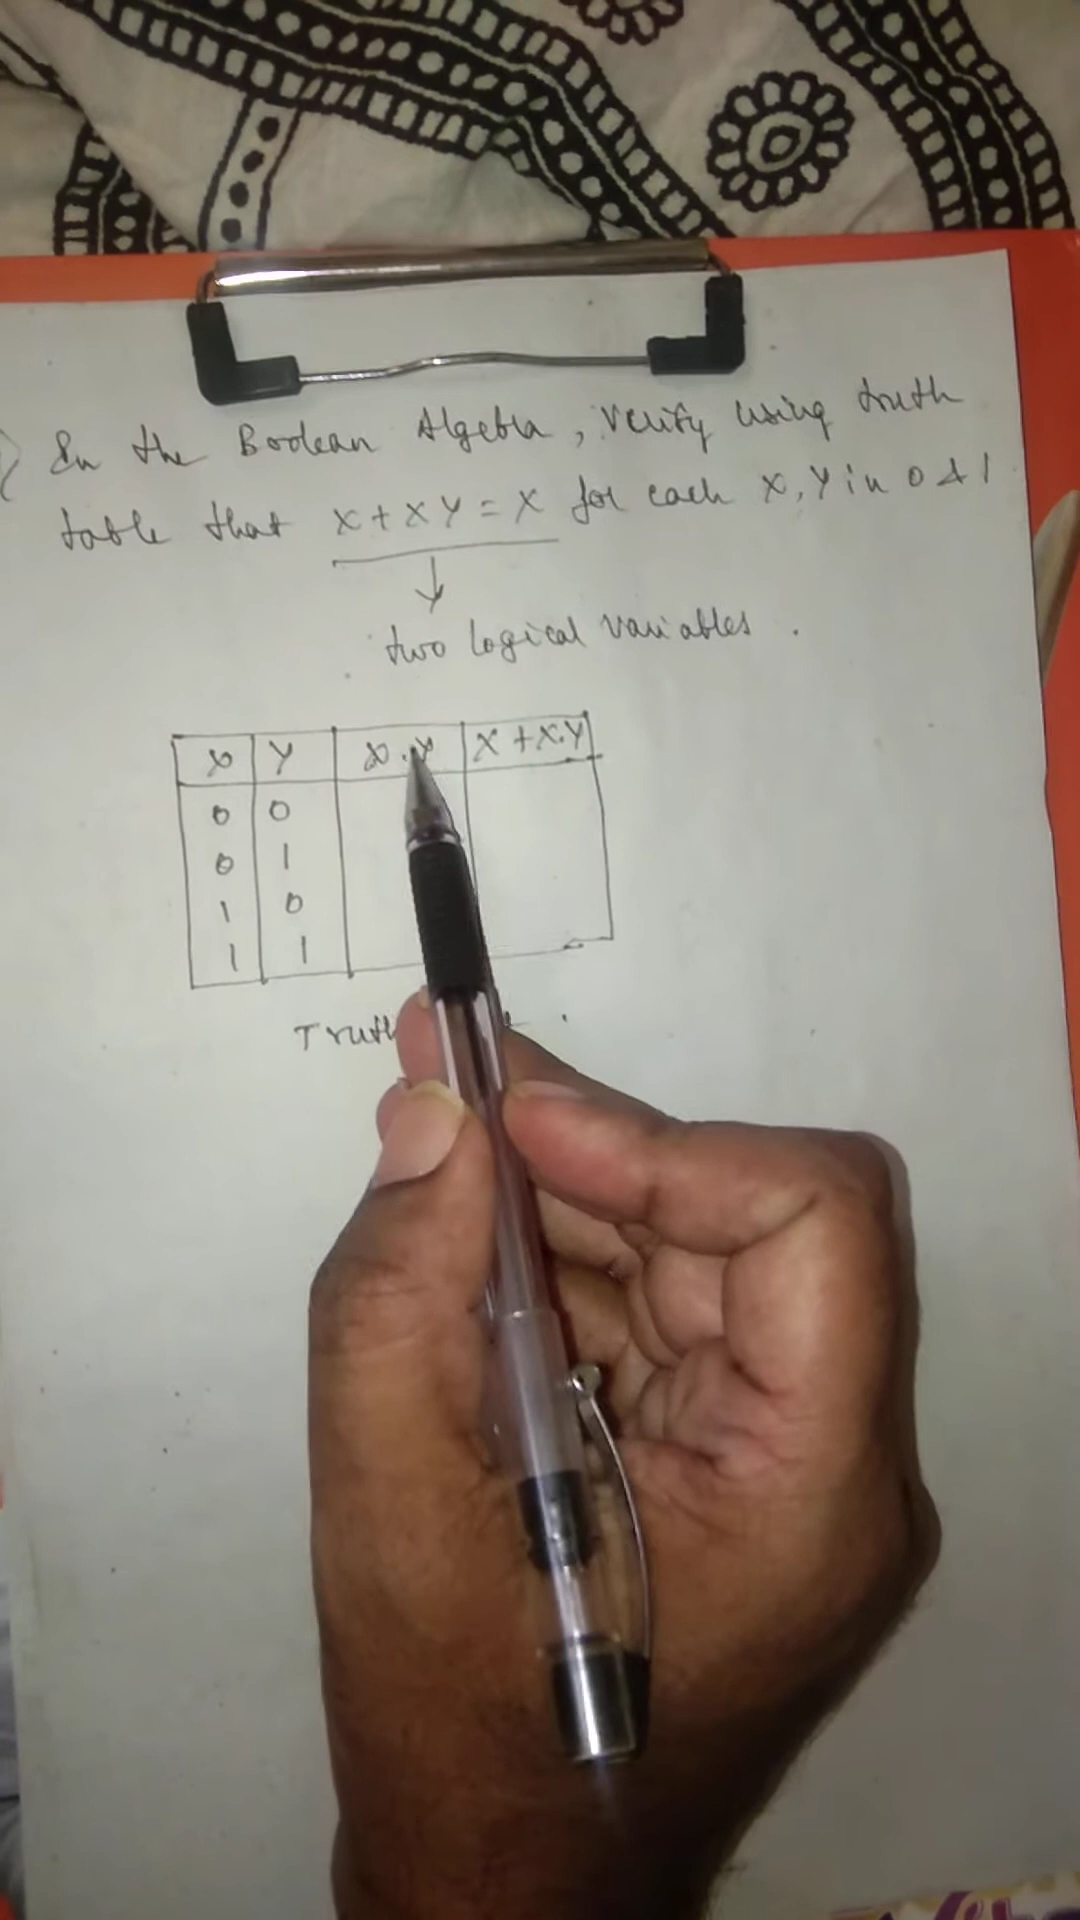 In the Boolean Algebra, Verify using truth
table that X + X Y = X for each X, Y in 0 & 1
↓
two logical variables .
X Y X . Y X + X.Y
0 0
0 1
1 0
1 1
Truth